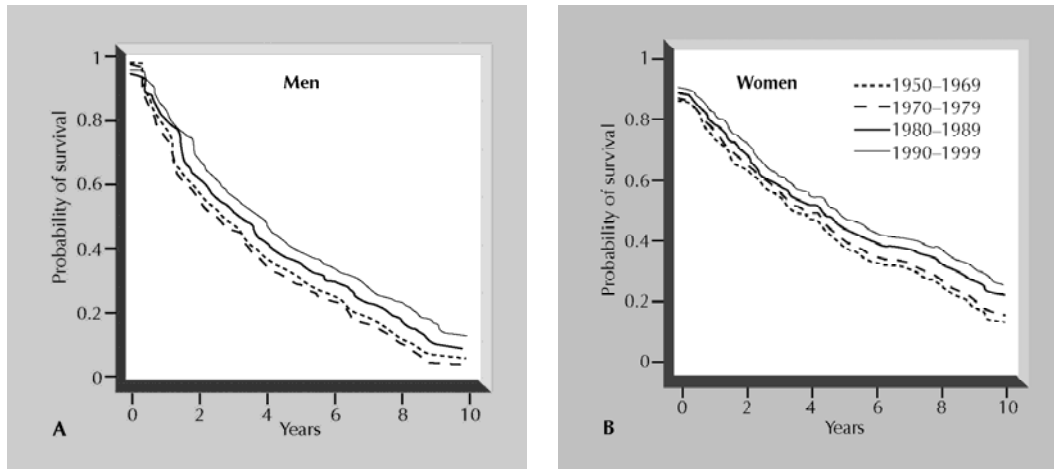 Men
Probability of survival
1
0.8
0.6
0.4
0.2
0
0 2 4 6 8 10
Years
A
Women
1950–1969
1970–1979
1980–1989
1990–1999
Probability of survival
1
0.8
0.6
0.4
0.2
0
0 2 4 6 8 10
Years
B